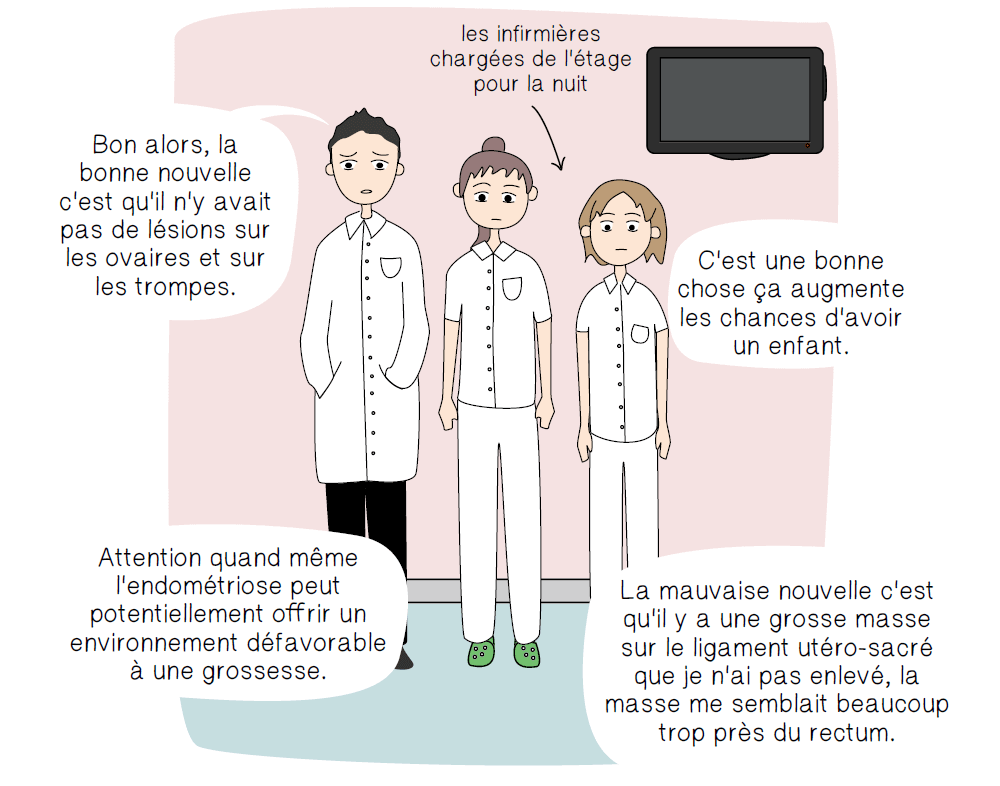 les infirmières
chargées de l'étage
pour la nuit
Bon alors, la
bonne nouvelle
c'est qu'il n'y avait
pas de lésions sur
les ovaires et sur
les trompes.
C'est une bonne
chose ça augmente
les chances d'avoir
un enfant.
Attention quand même
l'endométriose peut
potentiellement offrir un
environnement défavorable
à une grossesse.
La mauvaise nouvelle c'est
qu'il y a une grosse masse
sur le ligament utéro-sacré
que je n'ai pas enlevé, la
masse me semblait beaucoup
trop près du rectum.